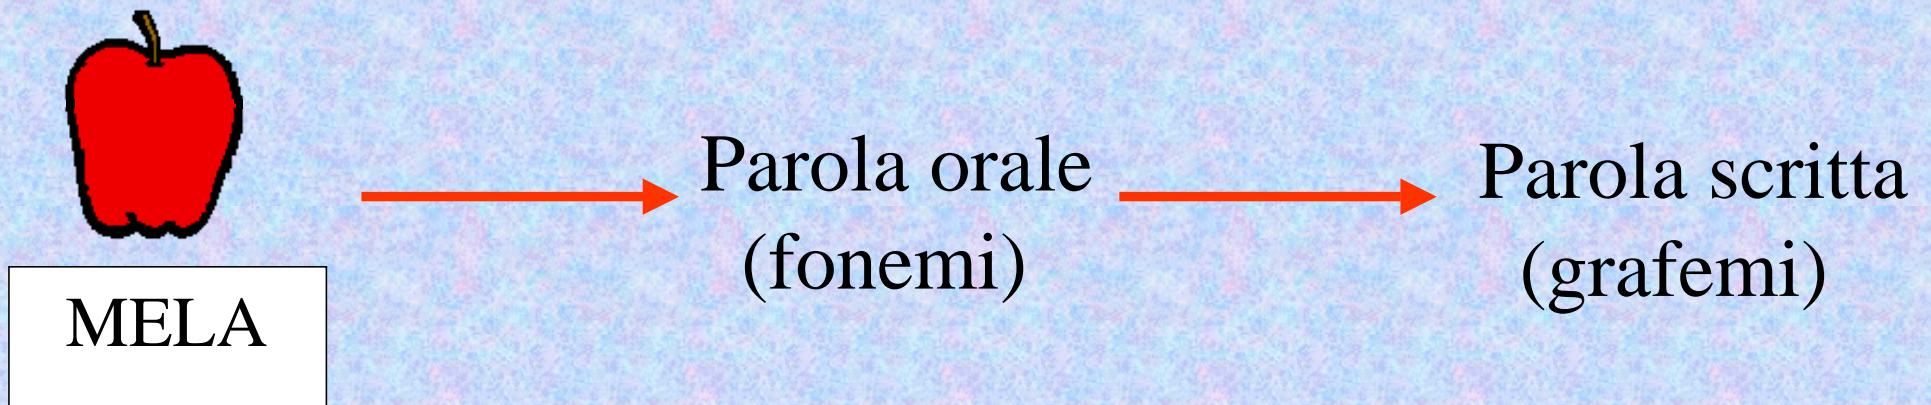 MELA
Parola orale
(fonemi)
Parola scritta
(grafemi)